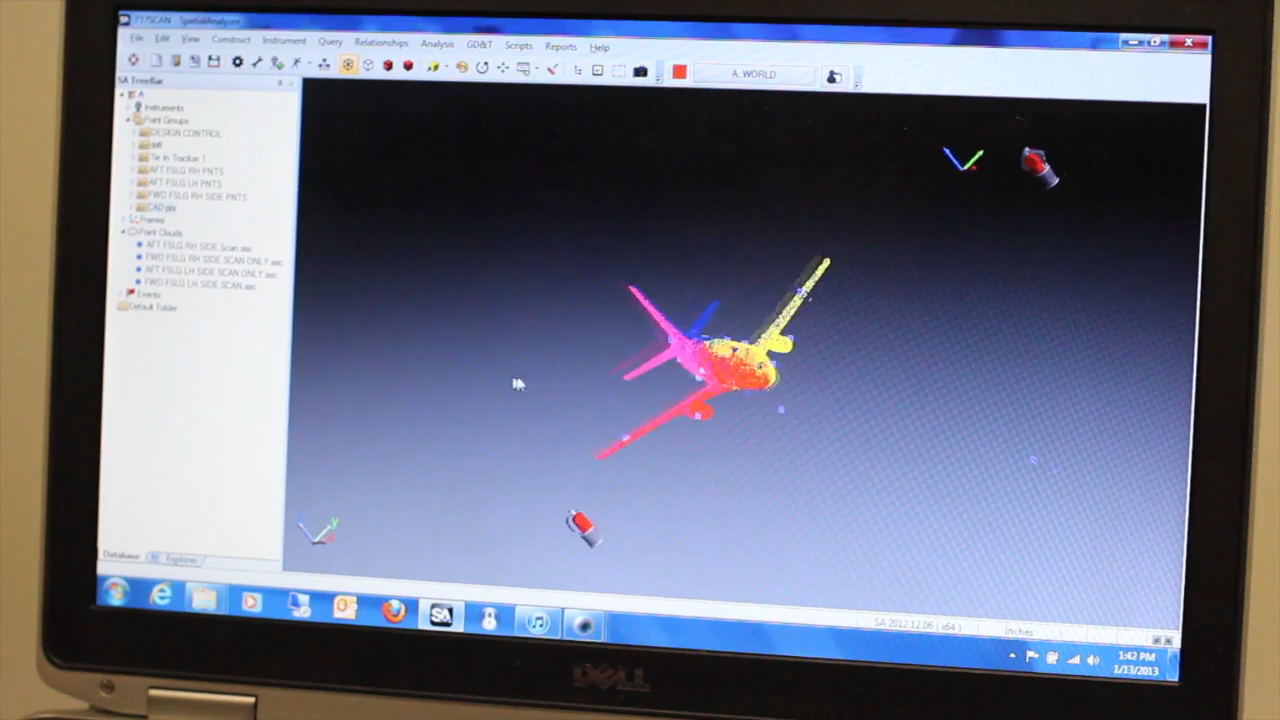 737SCAN SpatialAnalyzer
File Edit View Construct Instrument Query Relationships Analysis GD&T Scripts Reports Help
A: WORLD
SA TreeBar
A
Instruments
Point Groups
DESIGN CONTROL
drift
Tie In Tracker 1
AFT FSLG RH PNTS
AFT FSLG LH PNTS
FWD FSLG RH SIDE PNTS
CAD pts
Frames
Point Clouds
AFT FSLG RH SIDE Scan.asc
FWD FSLG RH SIDE SCAN ONLY.asc
AFT FSLG LH SIDE SCAN ONLY.asc
FWD FSLG LH SIDE SCAN.asc
Events
Default Folder
Database Explorer
SA 2012.12.06 (x64) Inches
SA
1:42 PM
1/13/2013
DELL